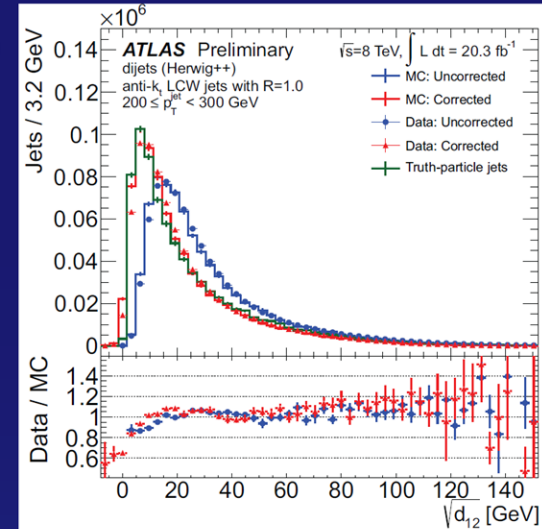 ×10⁶
0.14
0.12
0.1
0.08
0.06
0.04
0.02
0
Jets / 3.2 GeV
ATLAS Preliminary
dijets (Herwig++)
anti-kₜ LCW jets with R=1.0
200 ≤ p_T^jet < 300 GeV
√s=8 TeV, ∫ L dt = 20.3 fb⁻¹
MC: Uncorrected
MC: Corrected
Data: Uncorrected
Data: Corrected
Truth-particle jets
Data / MC
1.4
1.2
1.0
0.8
0.6
0 20 40 60 80 100 120 140
√d₁₂ [GeV]